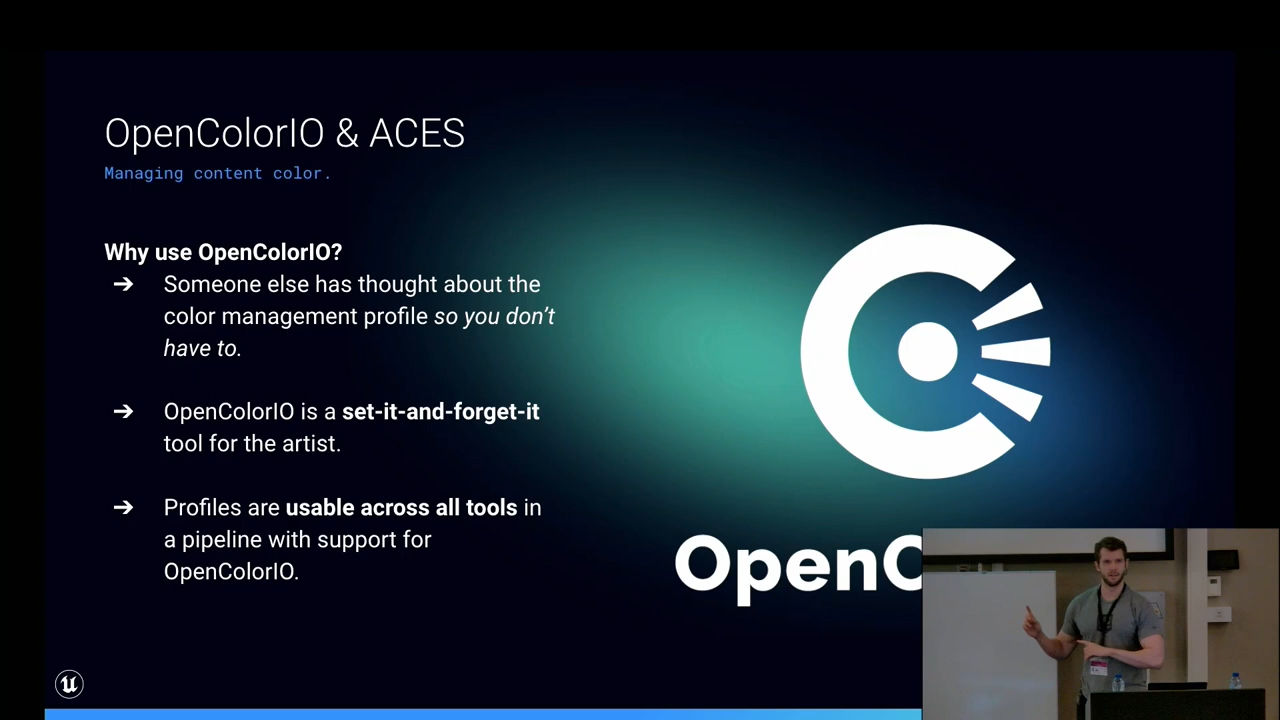 OpenColorIO & ACES
Managing content color.
Why use OpenColorIO?
➔ Someone else has thought about the
color management profile so you don't
have to.
➔ OpenColorIO is a set-it-and-forget-it
tool for the artist.
➔ Profiles are usable across all tools in
a pipeline with support for
OpenColorIO.
OpenC